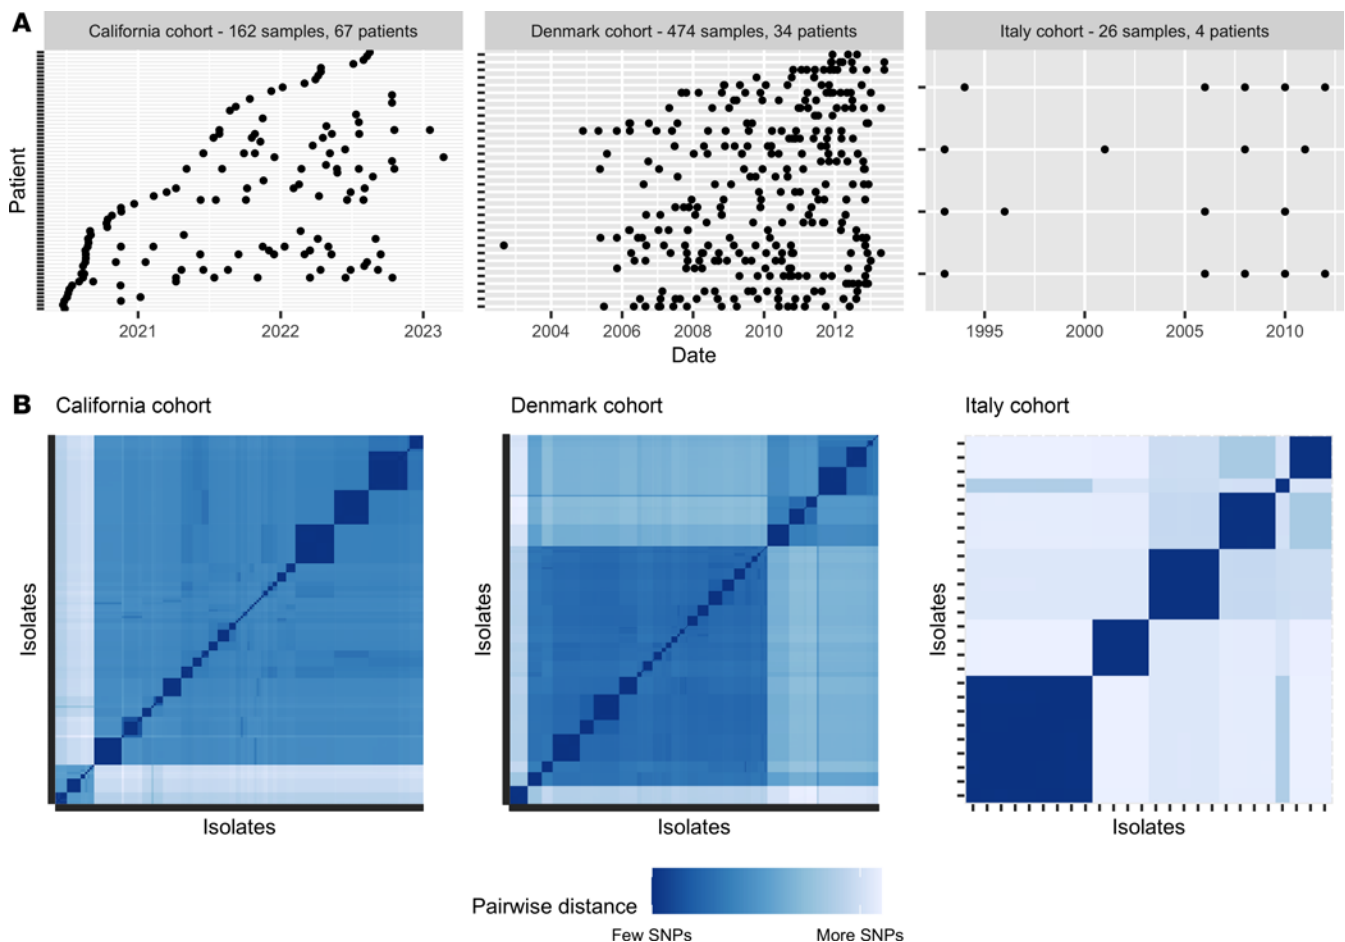 A
California cohort - 162 samples, 67 patients
Denmark cohort - 474 samples, 34 patients
Italy cohort - 26 samples, 4 patients
Patient
2021 2022 2023
2004 2006 2008 2010 2012
1995 2000 2005 2010
Date
B
California cohort
Denmark cohort
Italy cohort
Isolates
Isolates
Isolates
Isolates
Isolates
Isolates
Pairwise distance
Few SNPs
More SNPs